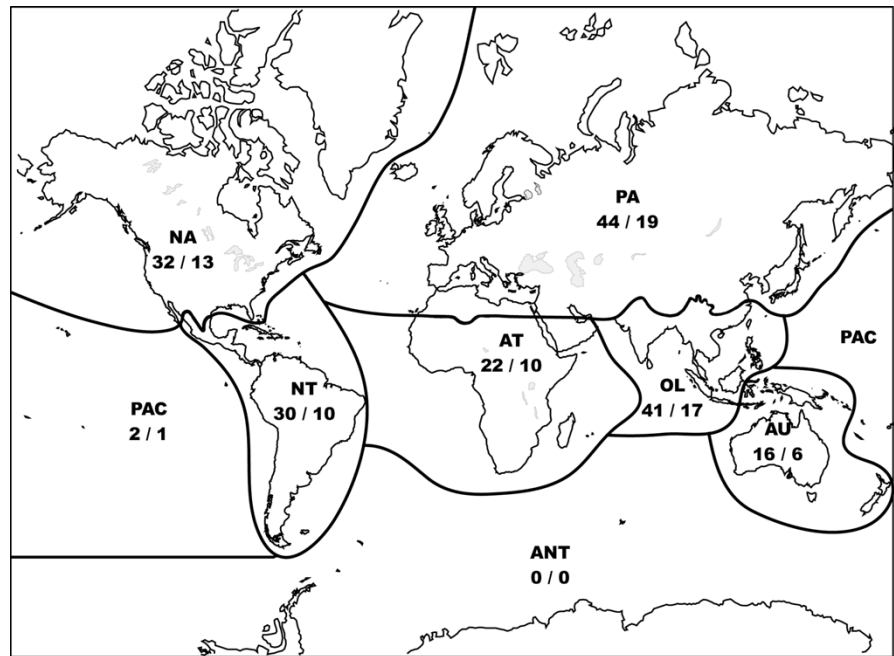 PA
44 / 19
NA
32 / 13
AT
22 / 10
PAC
NT
30 / 10
OL
41 / 17
PAC
2 / 1
AU
16 / 6
ANT
0 / 0